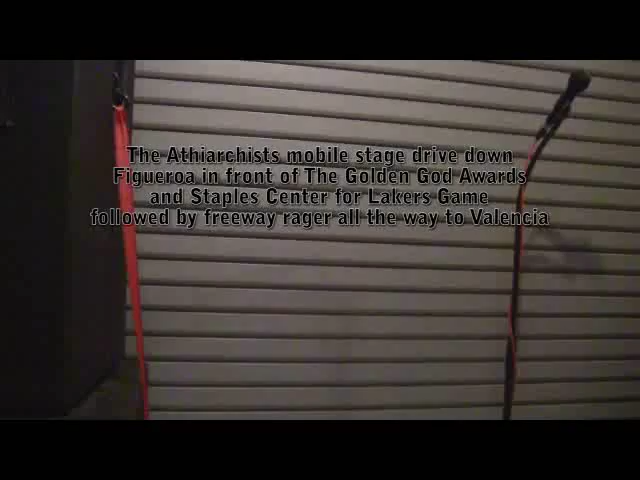 The Athiarchists mobile stage drive down
Figueroa in front of The Golden God Awards
and Staples Center for Lakers Game
followed by freeway rager all the way to Valencia